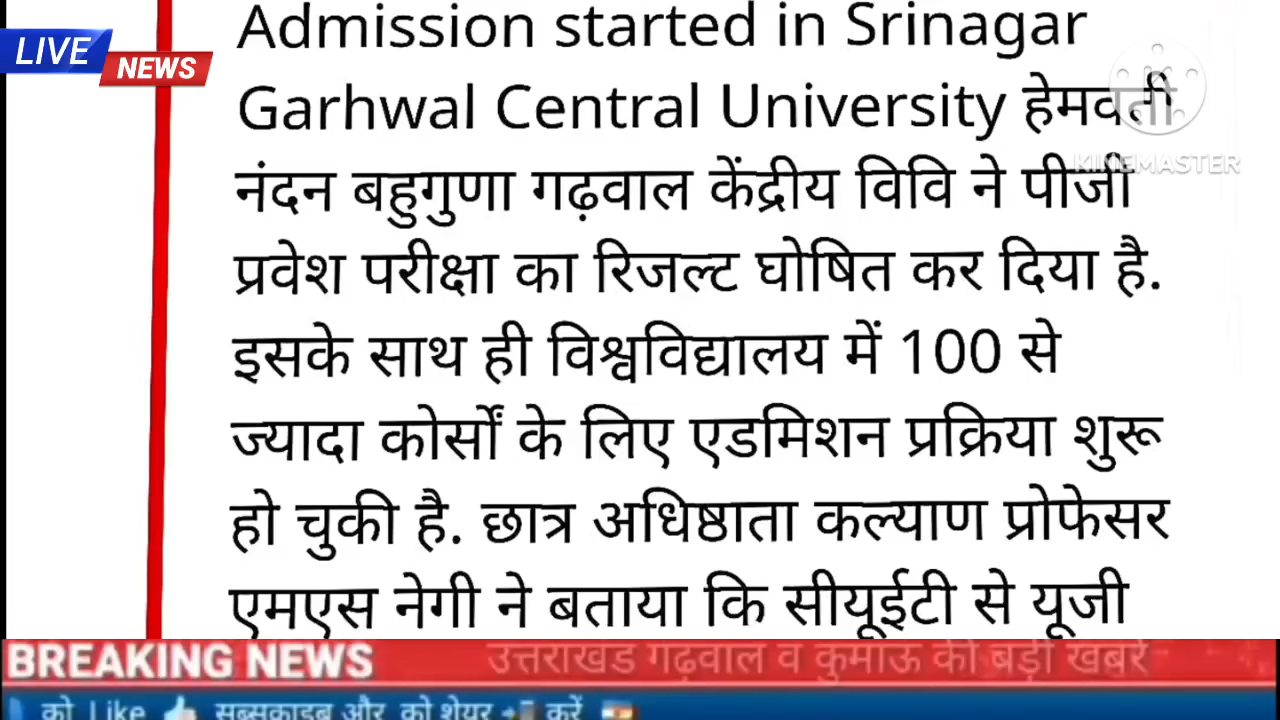 LIVE
NEWS
Admission started in Srinagar
Garhwal Central University हेमवती
KINEMASTER
नंदन बहुगुणा गढ़वाल केंद्रीय विवि ने पीजी
प्रवेश परीक्षा का रिजल्ट घोषित कर दिया है.
इसके साथ ही विश्वविद्यालय में 100 से
ज्यादा कोर्सों के लिए एडमिशन प्रक्रिया शुरू
हो चुकी है. छात्र अधिष्ठाता कल्याण प्रोफेसर
एमएस नेगी ने बताया कि सीयूईटी से यूजी
BREAKING NEWS
उत्तराखंड गढ़वाल व कुमाऊ की बड़ी खबरें
को Like सब्सक्राइब और को शेयर करें